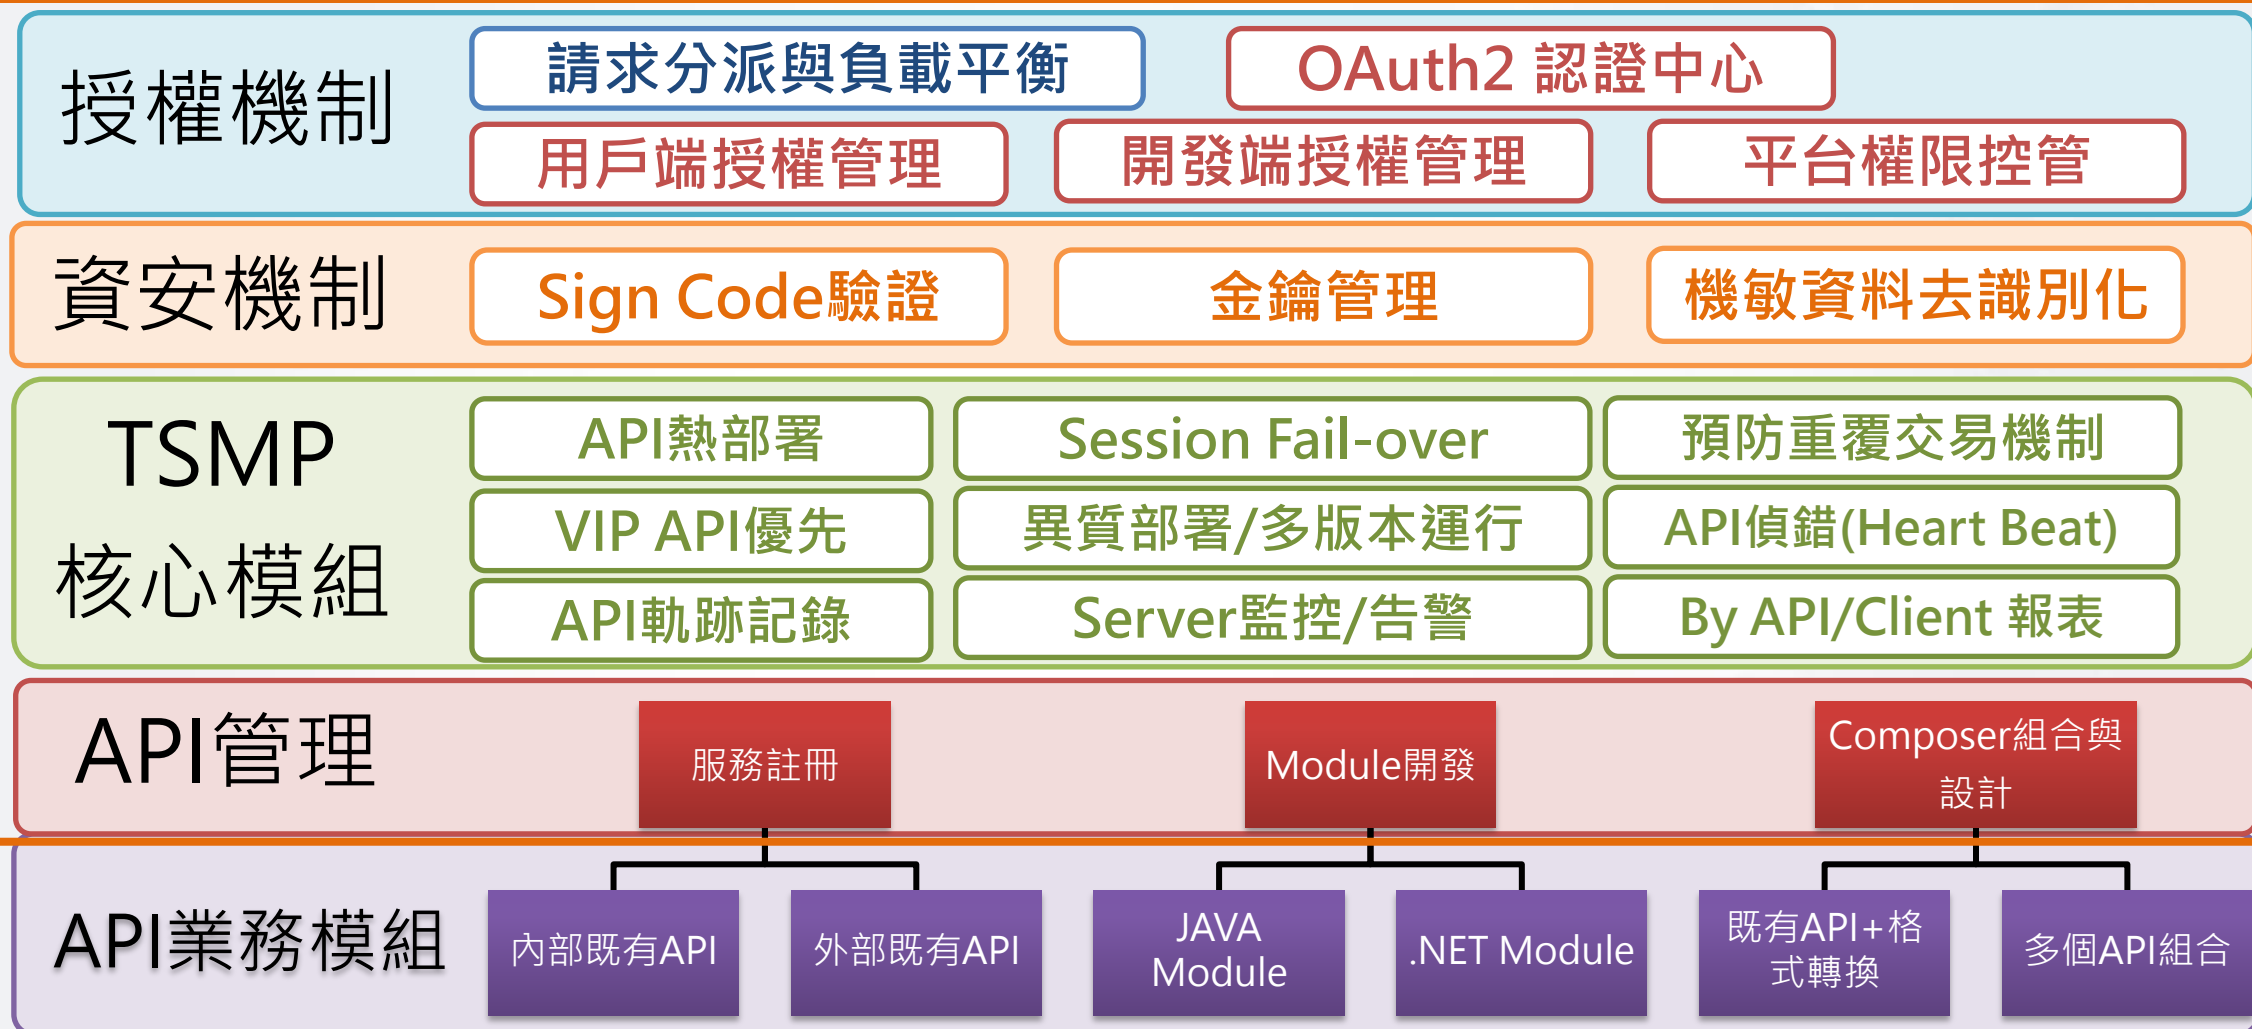 授權機制
請求分派與負載平衡
OAuth2 認證中心
用戶端授權管理
開發端授權管理
平台權限控管
資安機制
Sign Code驗證
金鑰管理
機敏資料去識別化
TSMP
核心模組
API熱部署
Session Fail-over
預防重覆交易機制
VIP API優先
異質部署/多版本運行
API偵錯(Heart Beat)
API軌跡記錄
Server監控/告警
By API/Client 報表
API管理
服務註冊
Module開發
Composer組合與
設計
API業務模組
內部既有API
外部既有API
JAVA
Module
.NET Module
既有API+格
式轉換
多個API組合